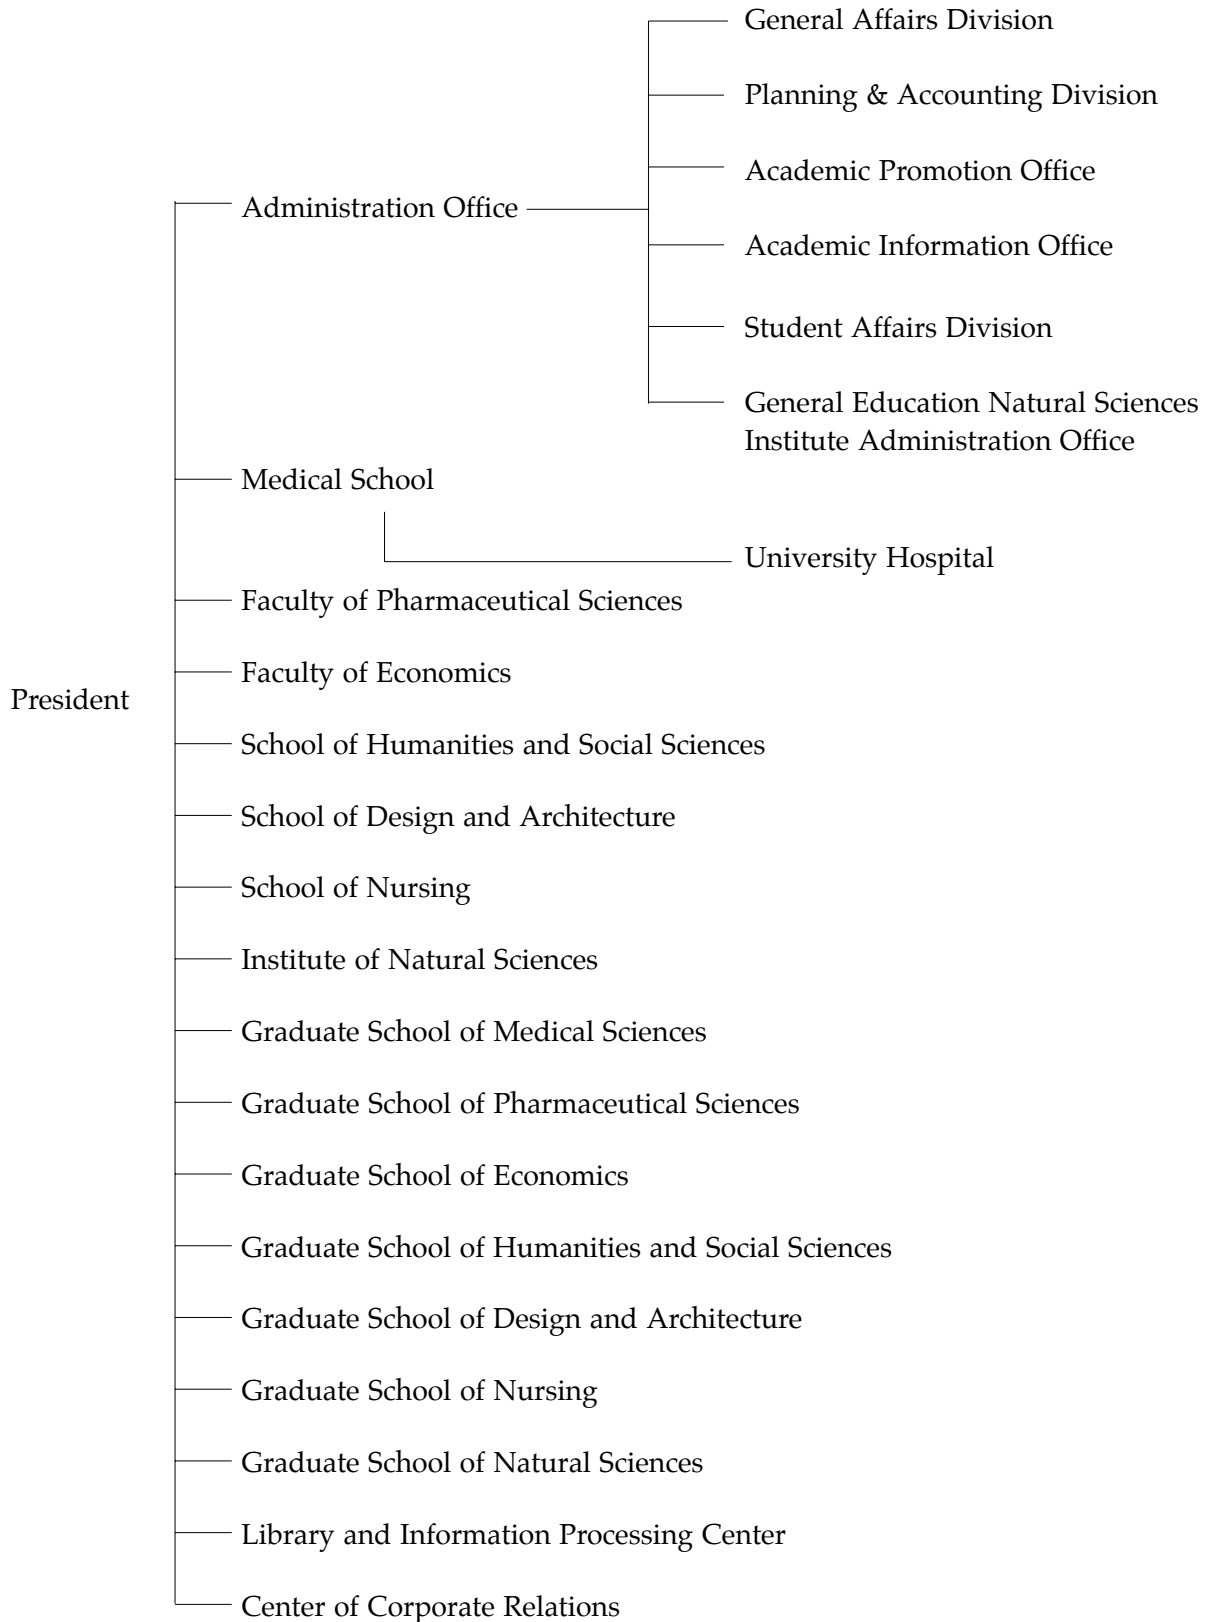 General Affairs Division
Planning & Accounting Division
Academic Promotion Office
Administration Office
Academic Information Office
Student Affairs Division
General Education Natural Sciences
Institute Administration Office
Medical School
University Hospital
Faculty of Pharmaceutical Sciences
Faculty of Economics
President
School of Humanities and Social Sciences
School of Design and Architecture
School of Nursing
Institute of Natural Sciences
Graduate School of Medical Sciences
Graduate School of Pharmaceutical Sciences
Graduate School of Economics
Graduate School of Humanities and Social Sciences
Graduate School of Design and Architecture
Graduate School of Nursing
Graduate School of Natural Sciences
Library and Information Processing Center
Center of Corporate Relations